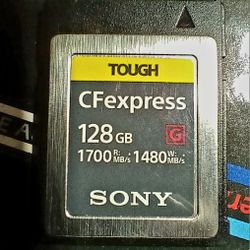 TOUGH
CFexpress
128 GB G
1700 R: MB/s 1480 W: MB/s
SONY